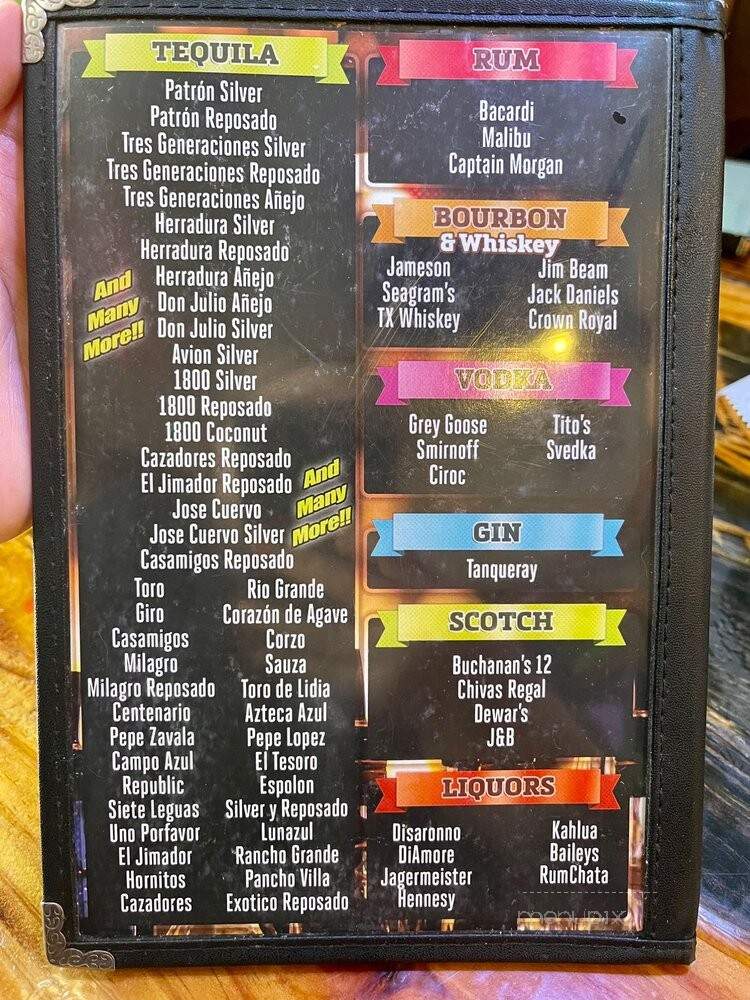 TEQUILA
Patrón Silver
Patrón Reposado
Tres Generaciones Silver
Tres Generaciones Reposado
Tres Generaciones Añejo
Herradura Silver
Herradura Reposado
Herradura Añejo
Don Julio Añejo
Don Julio Silver
Avion Silver
1800 Silver
1800 Reposado
1800 Coconut
Cazadores Reposado
El Jimador Reposado
Jose Cuervo
Jose Cuervo Silver
Casamigos Reposado
And
Many
More!!
And
Many
More!!
Toro Rio Grande
Giro Corazón de Agave
Casamigos Corzo
Milagro Sauza
Milagro Reposado Toro de Lidia
Centenario Azteca Azul
Pepe Zavala Pepe Lopez
Campo Azul El Tesoro
Republic Espolon
Siete Leguas Silver y Reposado
Uno Porfavor Lunazul
El Jimador Rancho Grande
Hornitos Pancho Villa
Cazadores Exotico Reposado
RUM
Bacardi
Malibu
Captain Morgan
BOURBON
& Whiskey
Jameson Jim Beam
Seagram's Jack Daniels
TX Whiskey Crown Royal
VODKA
Grey Goose Tito's
Smirnoff Svedka
Ciroc
GIN
Tanqueray
SCOTCH
Buchanan's 12
Chivas Regal
Dewar's
J&B
LIQUORS
Disaronno Kahlua
DiAmore Baileys
Jagermeister RumChata
Hennesy
menupix